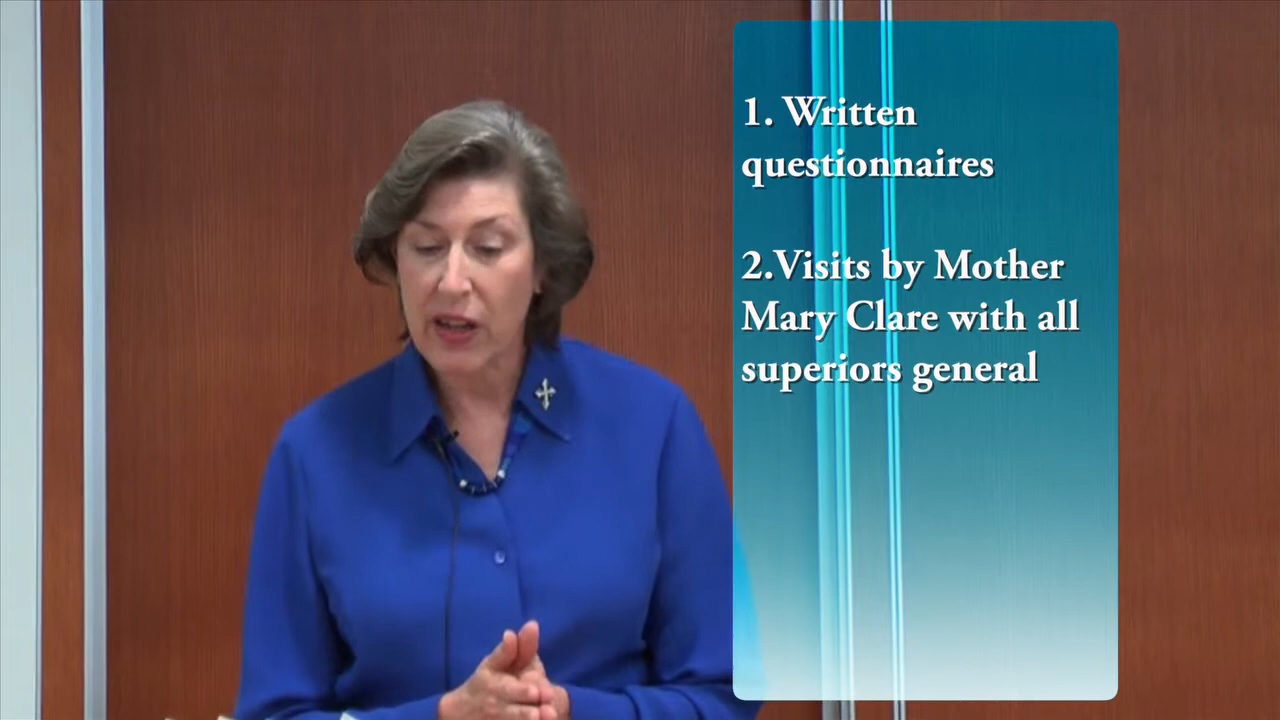 1. Written
questionnaires
2.Visits by Mother
Mary Clare with all
superiors general